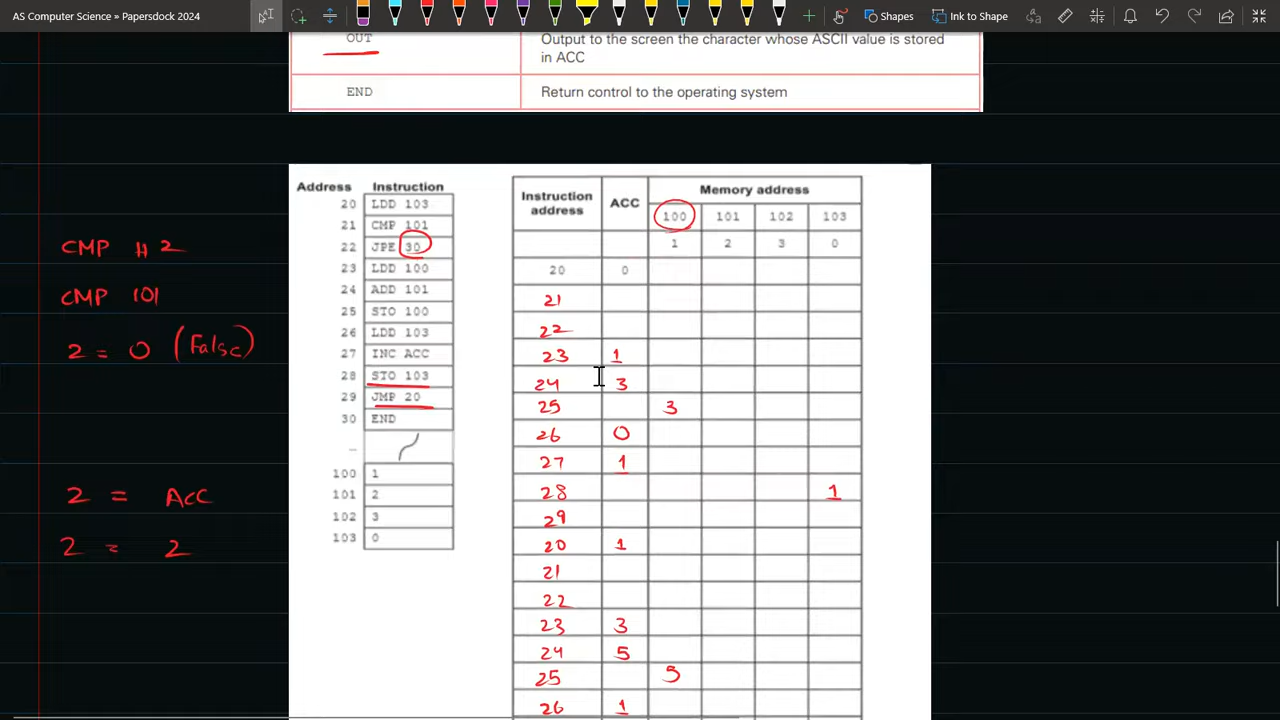 AS Computer Science » Papersdock 2024
Shapes
Ink to Shape
OUT Output to the screen the character whose ASCII value is stored
in ACC
END Return control to the operating system
CMP # 2
CMP 101
2 = 0 (False)
2 = Acc
2 = 2
Address Instruction
20 LDD 103
21 CMP 101
22 JPE 30
23 LDD 100
24 ADD 101
25 STO 100
26 LDD 103
27 INC ACC
28 STO 103
29 JMP 20
30 END
100 1
101 2
102 3
103 0
Instruction address ACC Memory address
100 101 102 103
1 2 3 0
20 0
21
22
23 1
24 3
25 3
26 0
27 1
28 1
29
20 1
21
22
23 3
24 5
25 5
26 1